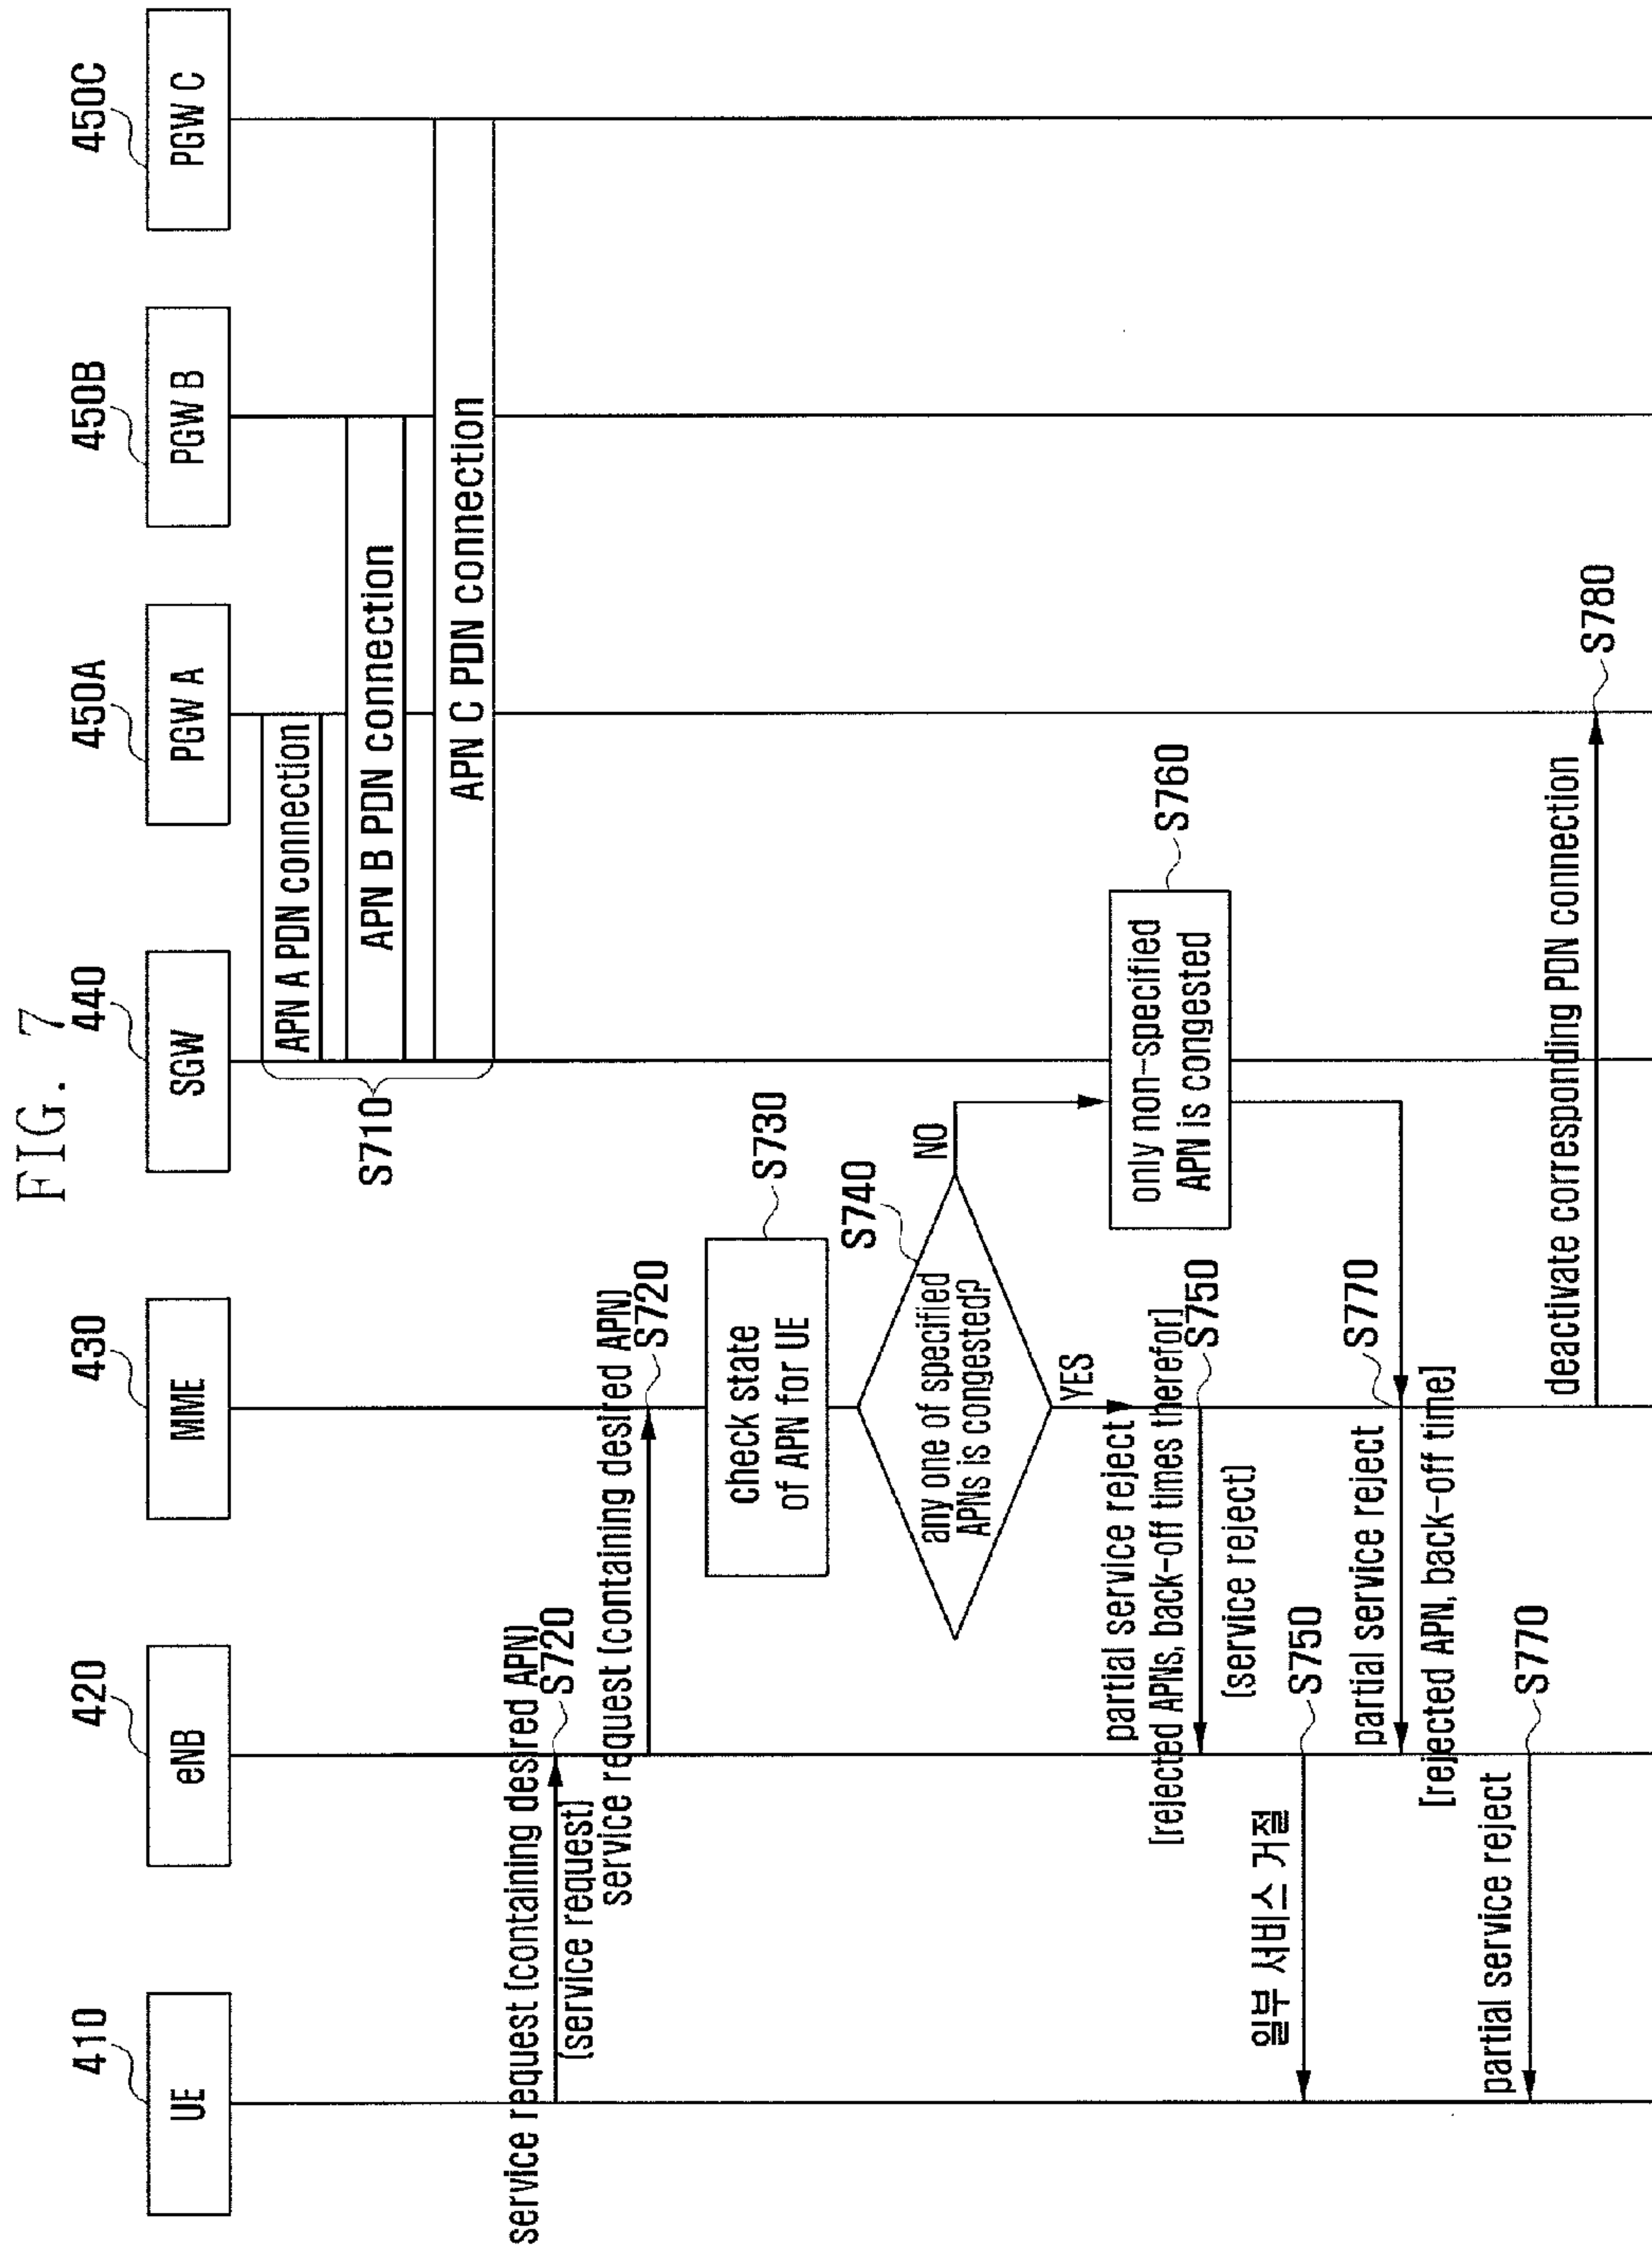 FIG. 7
410
420
430
440
450A
450B
450C
UE
eNB
MME
SGW
PGW A
PGW B
PGW C
APN A PDN connection
APN B PDN connection
S710
APN C PDN connection
service request (containing desired APN)
S720
(service request)
service request (containing desired APN)
S720
check state
of APN for UE
S730
S740
any one of specified
APNs is congested?
NO
YES
only non-specified
APN is congested
S760
partial service reject
[rejected APNs, back-off times therefor]
S750
(service reject)
일부 서비스 거절
S750
partial service reject
S770
[rejected APN, back-off time]
partial service reject
S770
deactivate corresponding PDN connection
S780